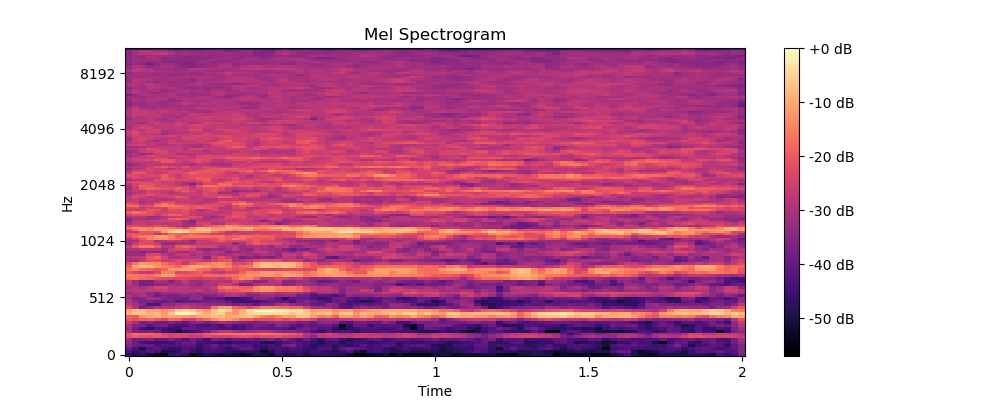 Mel Spectrogram
8192
4096
2048
1024
512
0
Hz
0
0.5
1
1.5
2
Time
+0 dB
-10 dB
-20 dB
-30 dB
-40 dB
-50 dB